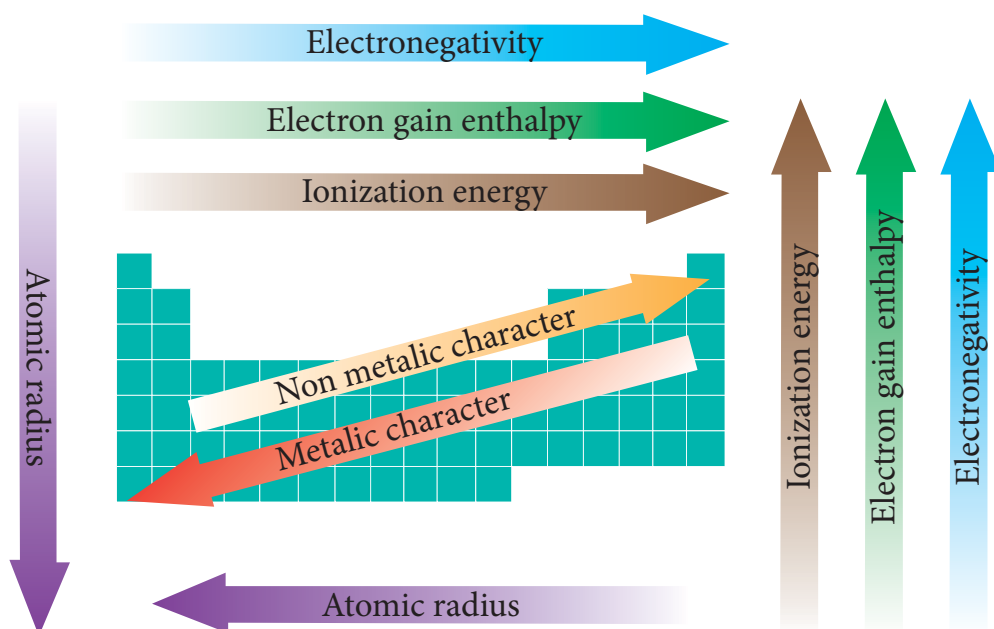 Electronegativity
Electron gain enthalpy
Ionization energy
Atomic radius
Non metalic character
Metalic character
Ionization energy
Electron gain enthalpy
Electronegativity
Atomic radius